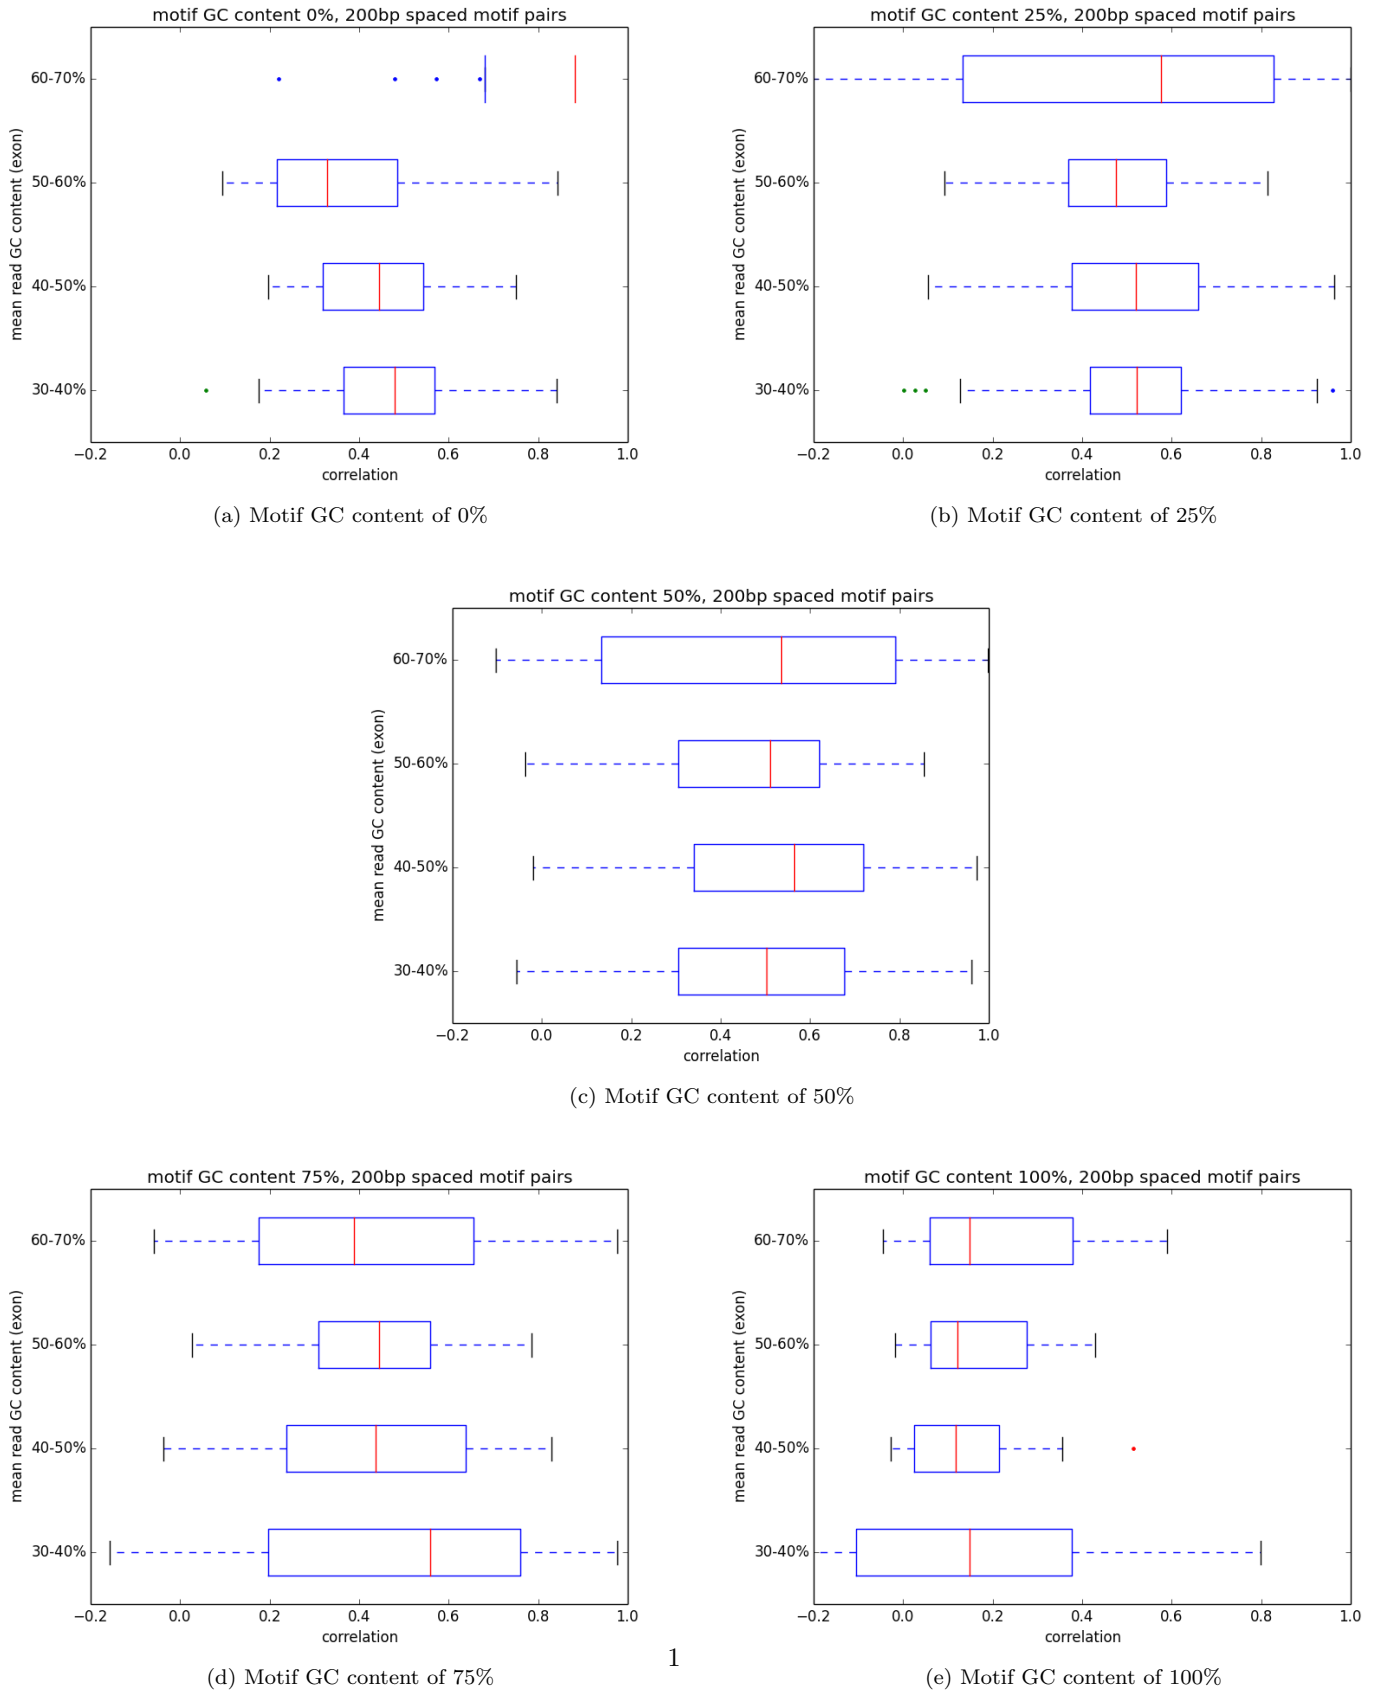 motif GC content 0%, 200bp spaced motif pairs
mean read GC content (exon)
60-70%
50-60%
40-50%
30-40%
−0.2 0.0 0.2 0.4 0.6 0.8 1.0
correlation
(a) Motif GC content of 0%
motif GC content 25%, 200bp spaced motif pairs
mean read GC content (exon)
60-70%
50-60%
40-50%
30-40%
−0.2 0.0 0.2 0.4 0.6 0.8 1.0
correlation
(b) Motif GC content of 25%
motif GC content 50%, 200bp spaced motif pairs
mean read GC content (exon)
60-70%
50-60%
40-50%
30-40%
−0.2 0.0 0.2 0.4 0.6 0.8 1.0
correlation
(c) Motif GC content of 50%
motif GC content 75%, 200bp spaced motif pairs
mean read GC content (exon)
60-70%
50-60%
40-50%
30-40%
−0.2 0.0 0.2 0.4 0.6 0.8 1.0
correlation
(d) Motif GC content of 75%
motif GC content 100%, 200bp spaced motif pairs
mean read GC content (exon)
60-70%
50-60%
40-50%
30-40%
−0.2 0.0 0.2 0.4 0.6 0.8 1.0
correlation
(e) Motif GC content of 100%
1